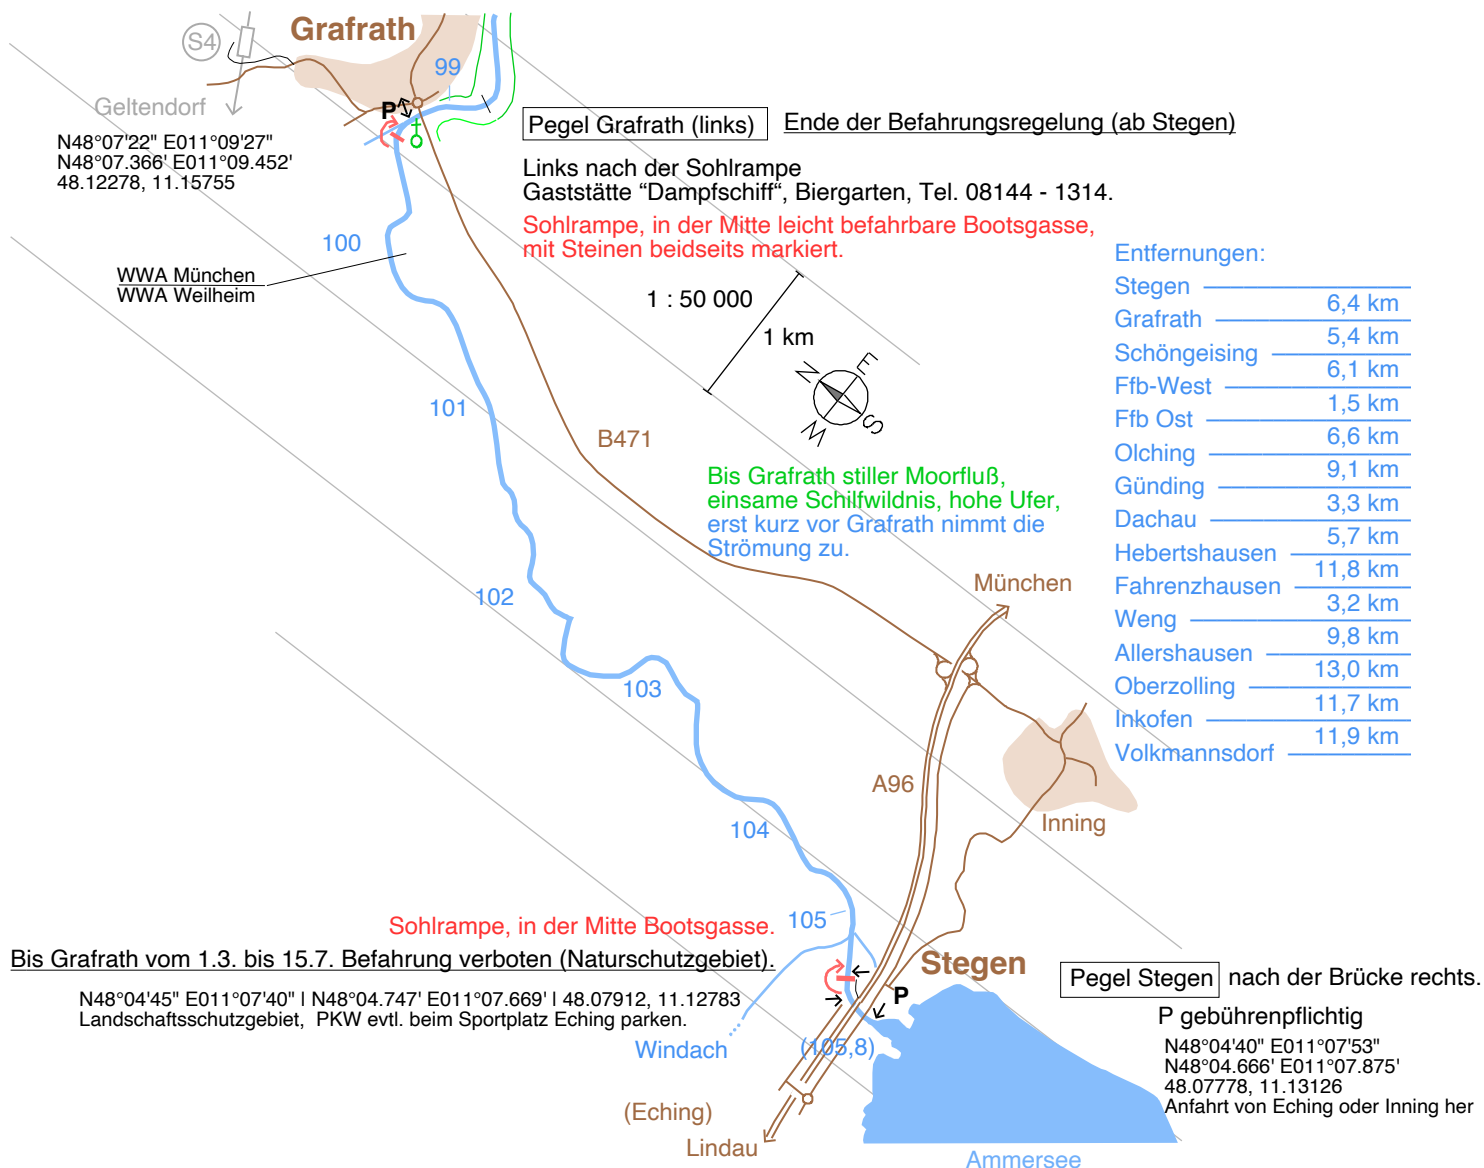 Grafrath
S4
99
Geltendorf
P
N48°07'22" E011°09'27"
N48°07.366' E011°09.452'
48.12278, 11.15755
Pegel Grafrath (links)
Ende der Befahrungsregelung (ab Stegen)
Links nach der Sohlrampe
Gaststätte “Dampfschiff“, Biergarten, Tel. 08144 - 1314.
Sohlrampe, in der Mitte leicht befahrbare Bootsgasse,
mit Steinen beidseits markiert.
100
WWA München
WWA Weilheim
1 : 50 000
1 km
N
E
S
W
Entfernungen:
Stegen
6,4 km
Grafrath
5,4 km
Schöngeising
6,1 km
Ffb-West
1,5 km
Ffb Ost
6,6 km
Olching
9,1 km
Günding
3,3 km
Dachau
5,7 km
Hebertshausen
11,8 km
Fahrenzhausen
3,2 km
Weng
9,8 km
Allershausen
13,0 km
Oberzolling
11,7 km
Inkofen
11,9 km
Volkmannsdorf
101
B471
Bis Grafrath stiller Moorfluß,
einsame Schilfwildnis, hohe Ufer,
erst kurz vor Grafrath nimmt die
Strömung zu.
102
München
103
A96
Inning
104
105
Sohlrampe, in der Mitte Bootsgasse.
Bis Grafrath vom 1.3. bis 15.7. Befahrung verboten (Naturschutzgebiet).
N48°04'45" E011°07'40" | N48°04.747' E011°07.669' | 48.07912, 11.12783
Landschaftsschutzgebiet, PKW evtl. beim Sportplatz Eching parken.
Stegen
P
Pegel Stegen
nach der Brücke rechts.
P gebührenpflichtig
N48°04'40" E011°07'53"
N48°04.666' E011°07.875'
48.07778, 11.13126
Anfahrt von Eching oder Inning her
Windach
(105,8)
(Eching)
Lindau
Ammersee